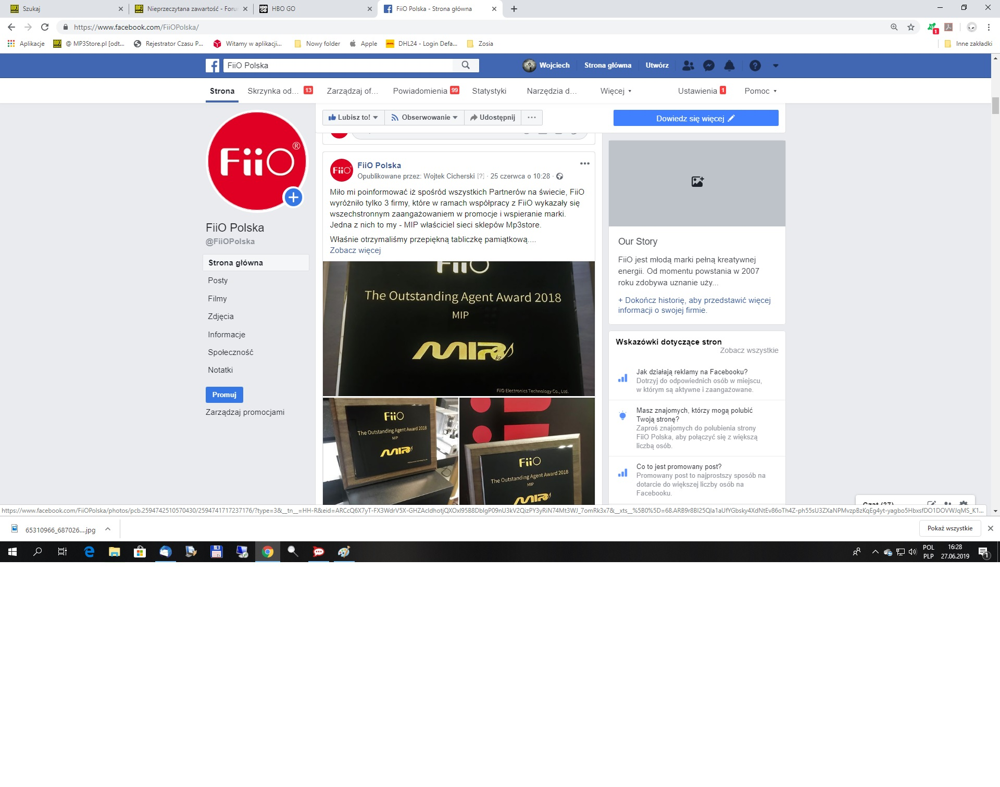 Szukaj
Nieprzeczytana zawartość - Foru
HBO GO
FiiO Polska - Strona główna
https://www.facebook.com/FiiOPolska/
Aplikacje
@ MP3Store.pl [odt...
Rejestrator Czasu P...
Witamy w aplikacji...
Nowy folder
Apple
DHL24 - Login Defa...
Zosia
Inne zakładki
FiiO Polska
Wojciech
Strona główna
Utwórz
Strona
Skrzynka od... 13
Zarządzaj of...
Powiadomienia 99
Statystyki
Narzędzia d...
Więcej
Ustawienia 1
Pomoc
FiiO®
FiiO Polska
@FiiOPolska
Strona główna
Posty
Filmy
Zdjęcia
Informacje
Społeczność
Notatki
Promuj
Zarządzaj promocjami
Lubisz to!
Obserwowanie
Udostępnij
Dowiedz się więcej
FiiO
FiiO Polska
Opublikowane przez: Wojtek Cicherski [?] · 25 czerwca o 10:28 ·
Miło mi poinformować iż spośród wszystkich Partnerów na świecie, FiiO
wyróżniło tylko 3 firmy, które w ramach współpracy z FiiO wykazały się
wszechstronnym zaangażowaniem w promocje i wspieranie marki.
Jedna z nich to my - MIP właściciel sieci sklepów Mp3store.
Właśnie otrzymaliśmy przepiękną tabliczkę pamiątkową....
Zobacz więcej
FiiO
The Outstanding Agent Award 2018
MIP
MIP
bz
FiiO Electronics Technology Co., Ltd.
FiiO
The Outstanding Agent Award 2018
MIP
MIP
FiiO
The Outstanding Agent Award 2018
MIP
MIP
Our Story
FiiO jest młodą marki pełną kreatywnej
energii. Od momentu powstania w 2007
roku zdobywa uznanie uży...
+ Dokończ historię, aby przedstawić więcej
informacji o swojej firmie.
Wskazówki dotyczące stron
Zobacz wszystkie
Jak działają reklamy na Facebooku?
Dotrzyj do odpowiednich osób w miejscu,
w którym są aktywne i zaangażowane.
Masz znajomych, którzy mogą polubić
Twoją stronę?
Zaproś znajomych do polubienia strony
FiiO Polska, aby połączyć się z większą
liczbą osób.
Co to jest promowany post?
Promowany post to najprostszy sposób na
dotarcie do większej liczby osób na
Facebooku.
Czat (37)
65310966_687026....jpg
Pokaż wszystkie
POL
PLP
16:28
27.06.2019
1